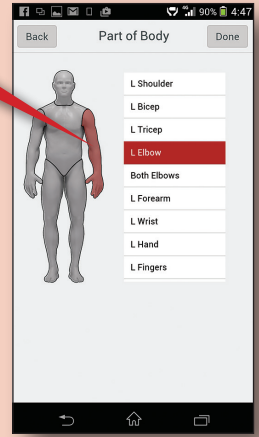 90% 4:47
Back Part of Body Done
L Shoulder
L Bicep
L Tricep
L Elbow
Both Elbows
L Forearm
L Wrist
L Hand
L Fingers